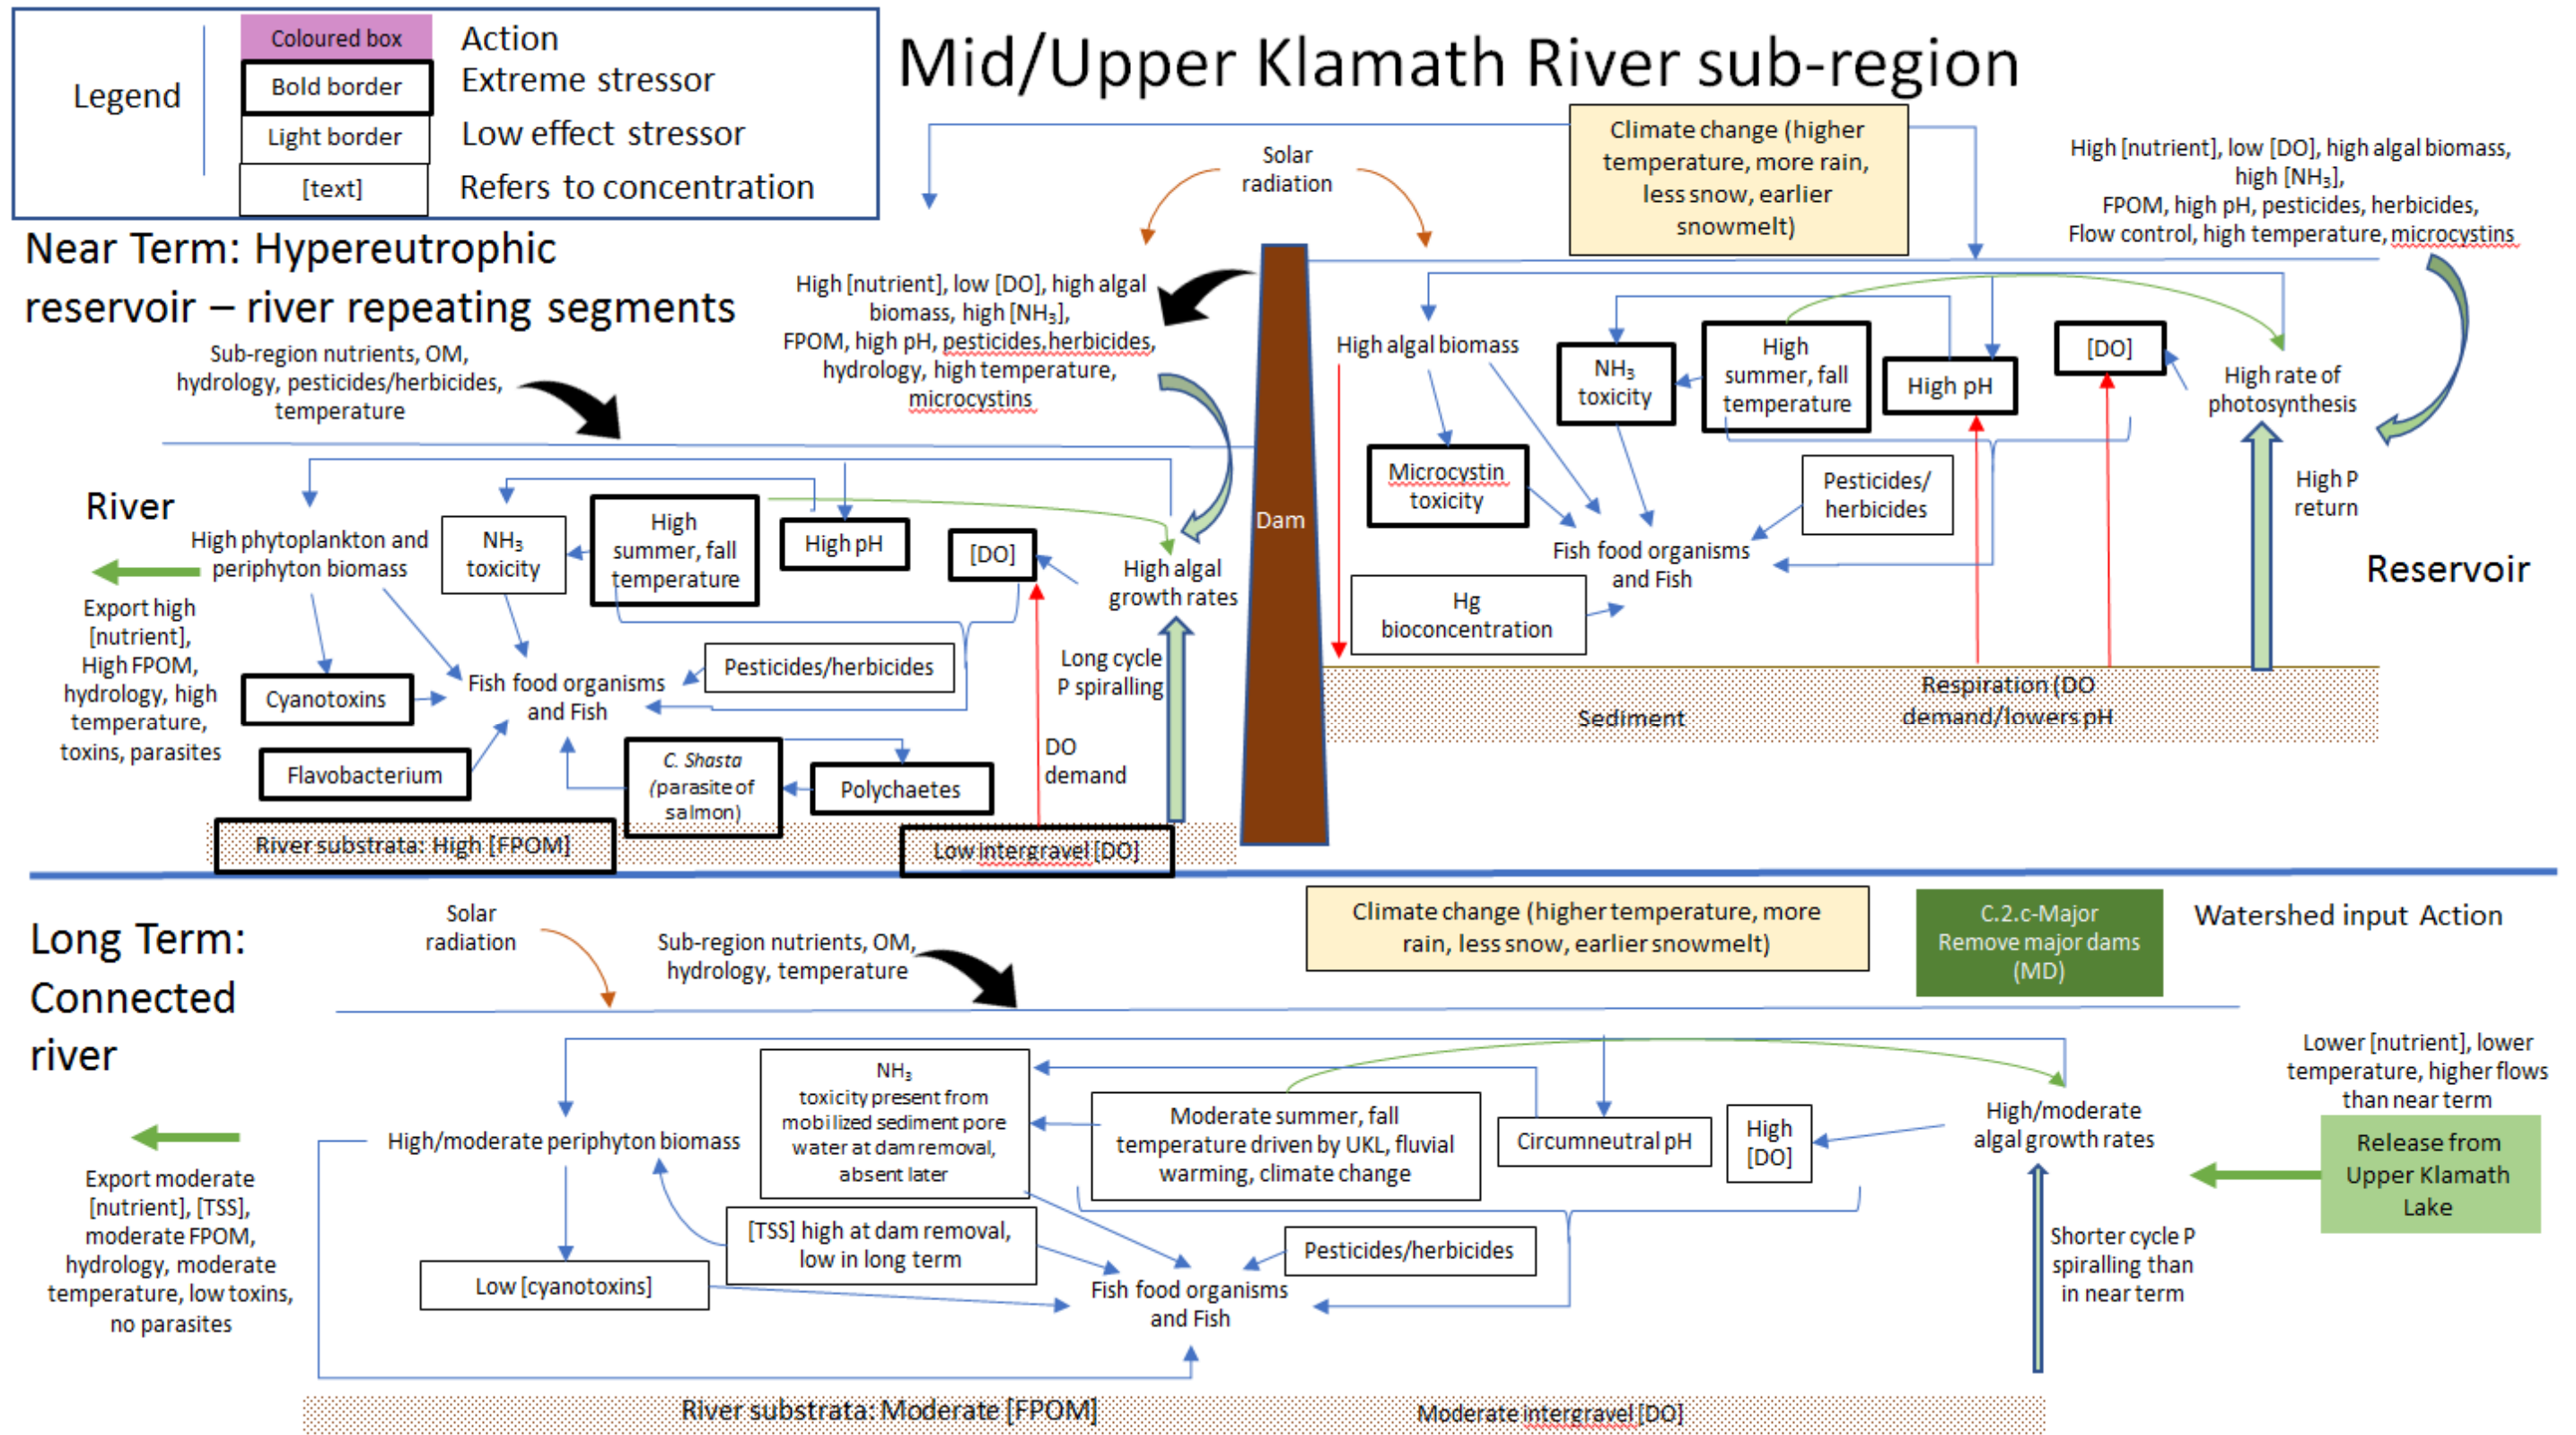 Mid/Upper Klamath River sub-region
Legend
Coloured box
Action
Bold border
Extreme stressor
Light border
Low effect stressor
[text]
Refers to concentration
Near Term: Hypereutrophic
reservoir – river repeating segments
Solar
radiation
Climate change (higher
temperature, more rain,
less snow, earlier
snowmelt)
High [nutrient], low [DO], high algal biomass,
high [NH₃],
FPOM, high pH, pesticides, herbicides,
Flow control, high temperature, microcystins
Sub-region nutrients, OM,
hydrology, pesticides/herbicides,
temperature
High [nutrient], low [DO], high algal
biomass, high [NH₃],
FPOM, high pH, pesticides,herbicides,
hydrology, high temperature,
microcystins
River
High phytoplankton and
periphyton biomass
NH₃
toxicity
High
summer, fall
temperature
High pH
[DO]
High algal
growth rates
Export high
[nutrient],
High FPOM,
hydrology, high
temperature,
toxins, parasites
Cyanotoxins
Fish food organisms
and Fish
Pesticides/herbicides
Long cycle
P spiralling
Flavobacterium
C. Shasta
(parasite of
salmon)
Polychaetes
DO
demand
River substrata: High [FPOM]
Low intergravel [DO]
Dam
High algal biomass
NH₃
toxicity
High
summer, fall
temperature
High pH
[DO]
High rate of
photosynthesis
Microcystin
toxicity
Pesticides/
herbicides
High P
return
Fish food organisms
and Fish
Hg
bioconcentration
Reservoir
Sediment
Respiration (DO
demand/lowers pH
Long Term:
Connected
river
Solar
radiation
Sub-region nutrients, OM,
hydrology, temperature
Climate change (higher temperature, more
rain, less snow, earlier snowmelt)
C.2.c-Major
Remove major dams
(MD)
Watershed input Action
High/moderate periphyton biomass
NH₃
toxicity present from
mobilized sediment pore
water at dam removal,
absent later
Moderate summer, fall
temperature driven by UKL, fluvial
warming, climate change
Circumneutral pH
High
[DO]
High/moderate
algal growth rates
Lower [nutrient], lower
temperature, higher flows
than near term
Release from
Upper Klamath
Lake
Export moderate
[nutrient], [TSS],
moderate FPOM,
hydrology, moderate
temperature, low toxins,
no parasites
[TSS] high at dam removal,
low in long term
Low [cyanotoxins]
Pesticides/herbicides
Fish food organisms
and Fish
Shorter cycle P
spiralling than
in near term
River substrata: Moderate [FPOM]
Moderate intergravel [DO]